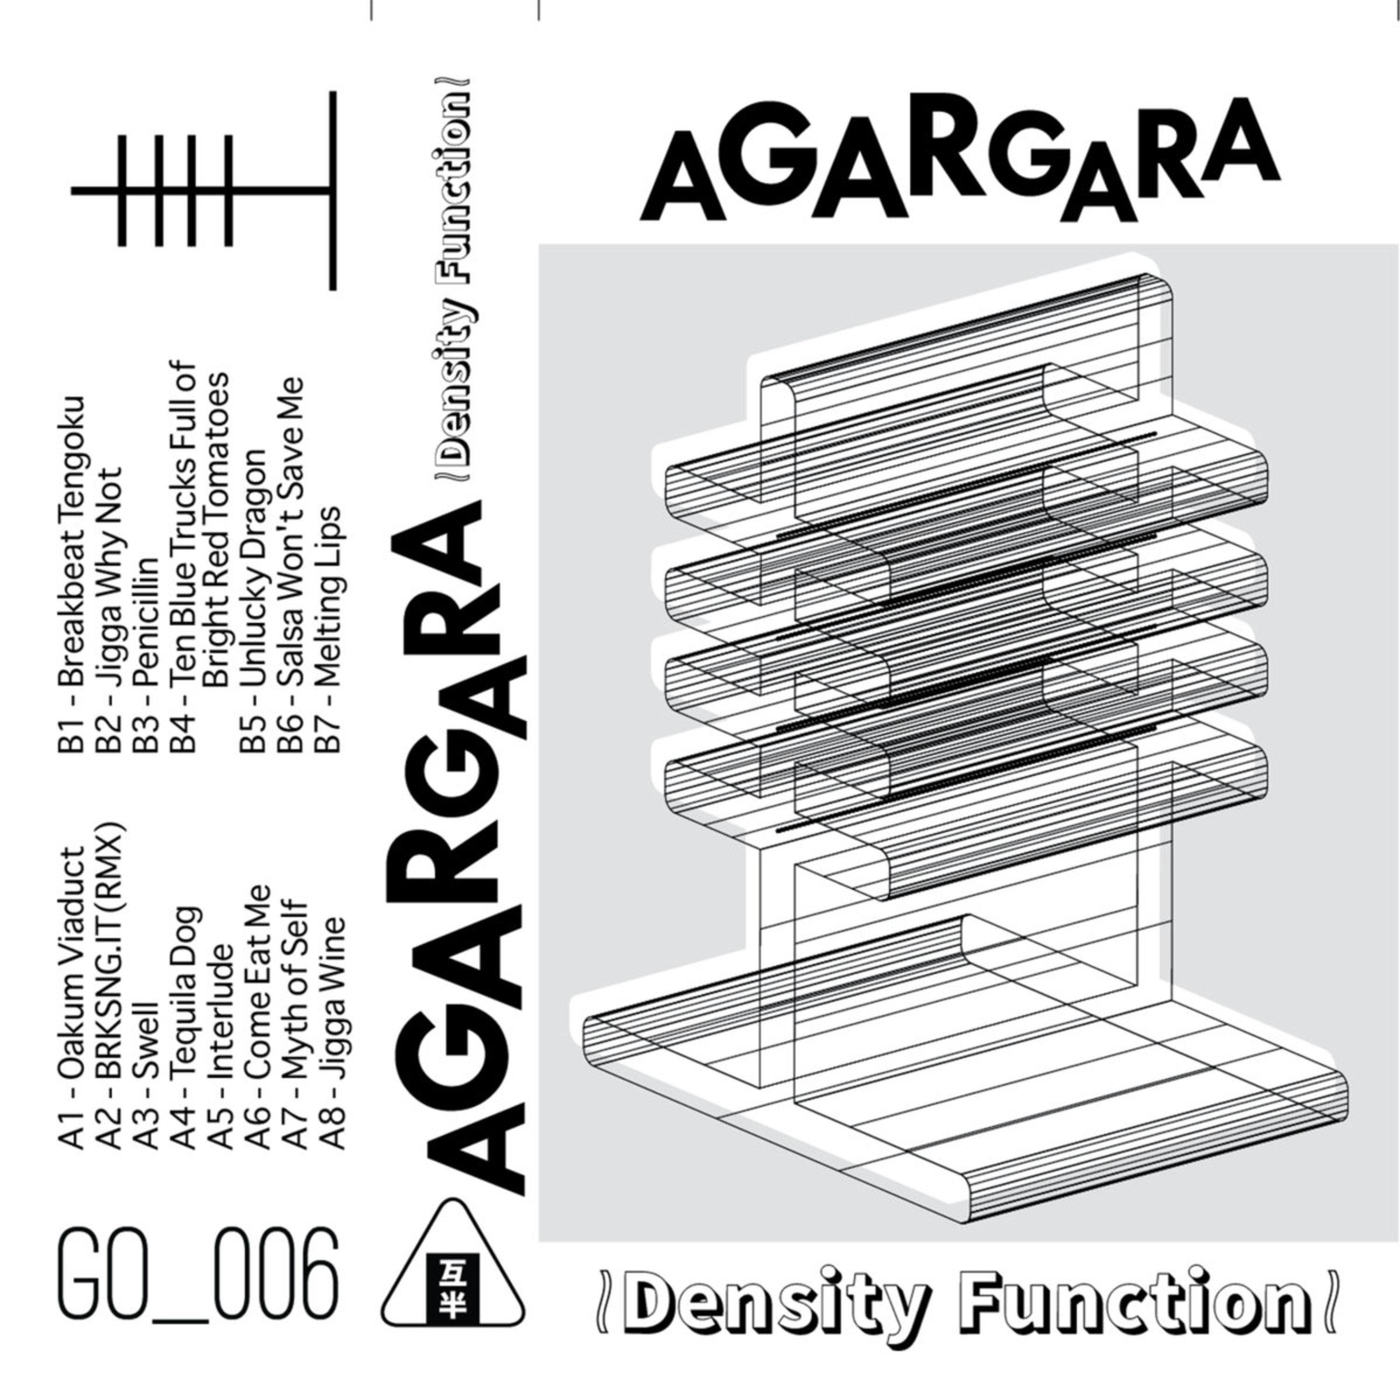 AGARGARA
~Density Function~
~Density Function~
AGARGARA
互
半
B1 - Breakbeat Tengoku
B2 - Jigga Why Not
B3 - Penicillin
B4 - Ten Blue Trucks Full of
Bright Red Tomatoes
B5 - Unlucky Dragon
B6 - Salsa Won't Save Me
B7 - Melting Lips
A1 - Oakum Viaduct
A2 - BRKSNG.IT(RMX)
A3 - Swell
A4 - Tequila Dog
A5 - Interlude
A6 - Come Eat Me
A7 - Myth of Self
A8 - Jigga Wine
GO_006